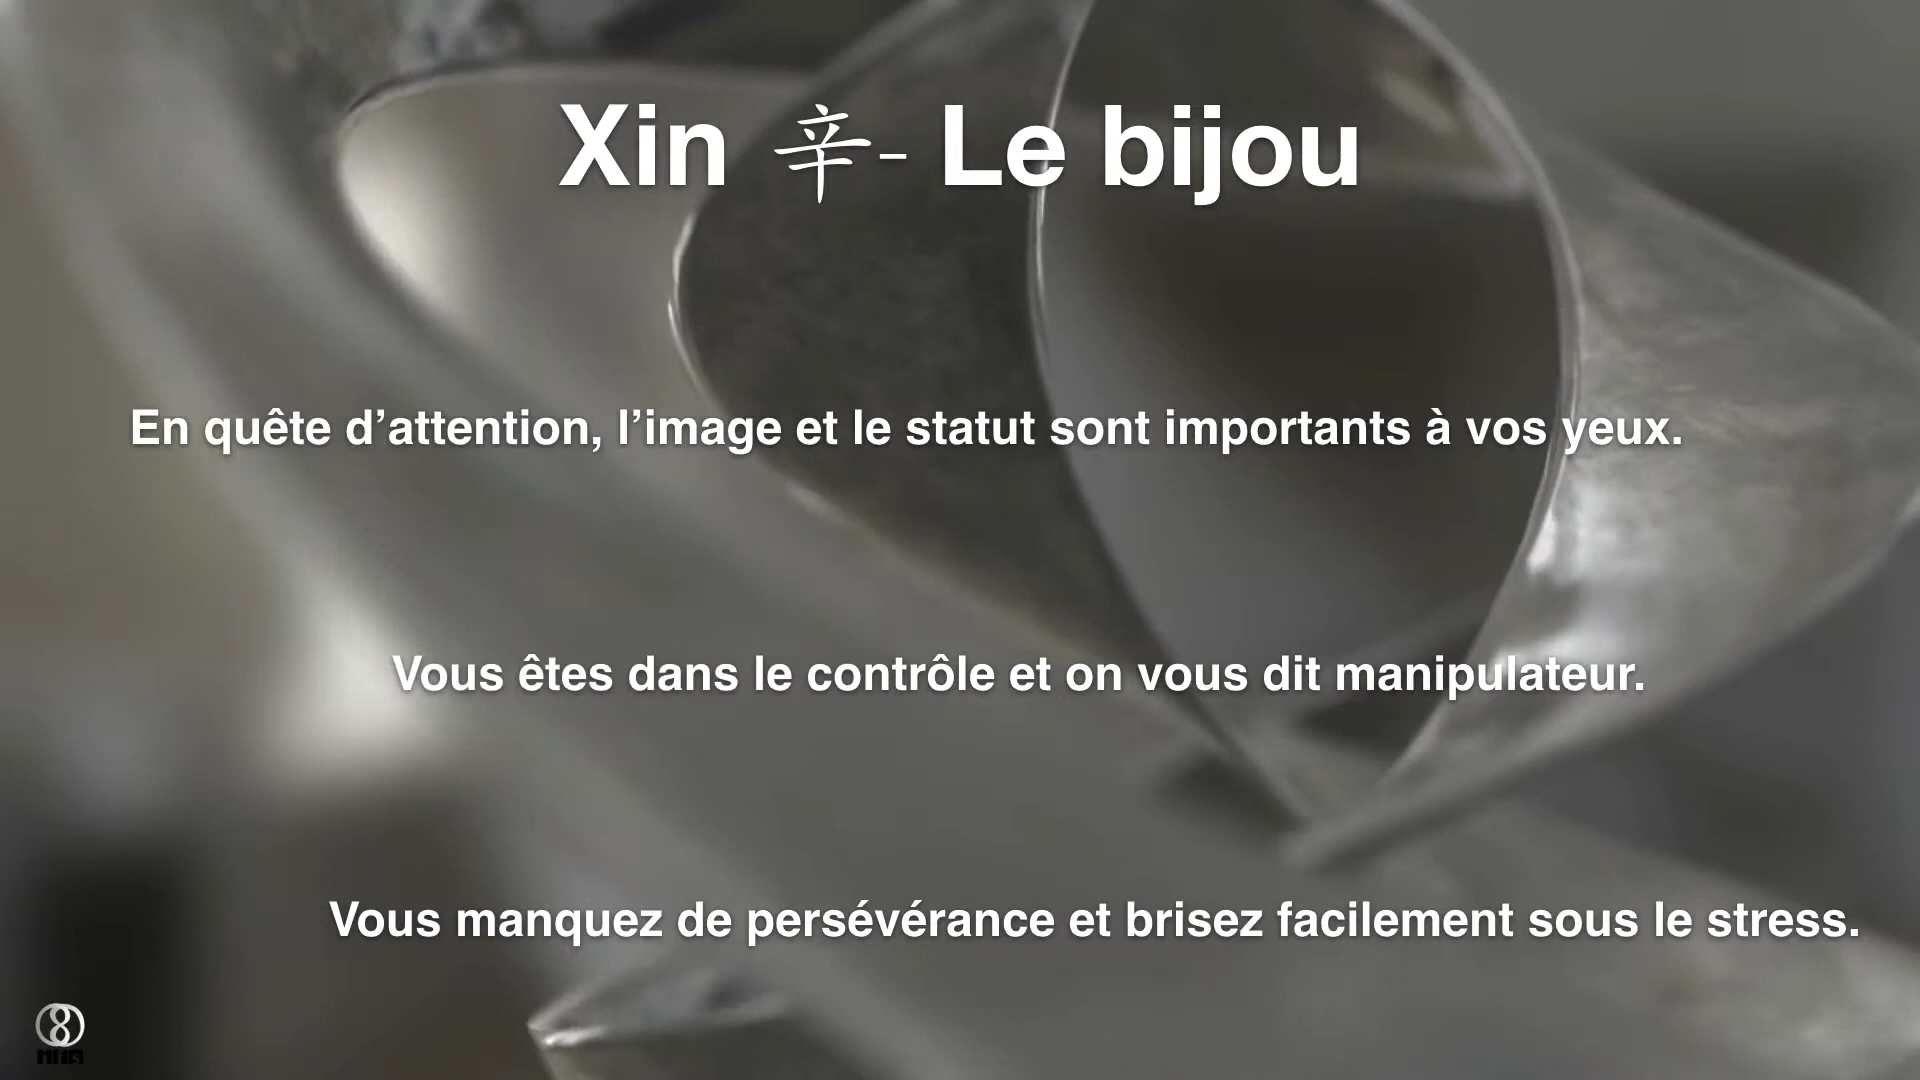 Xin 辛- Le bijou
En quête d’attention, l’image et le statut sont importants à vos yeux.
Vous êtes dans le contrôle et on vous dit manipulateur.
Vous manquez de persévérance et brisez facilement sous le stress.